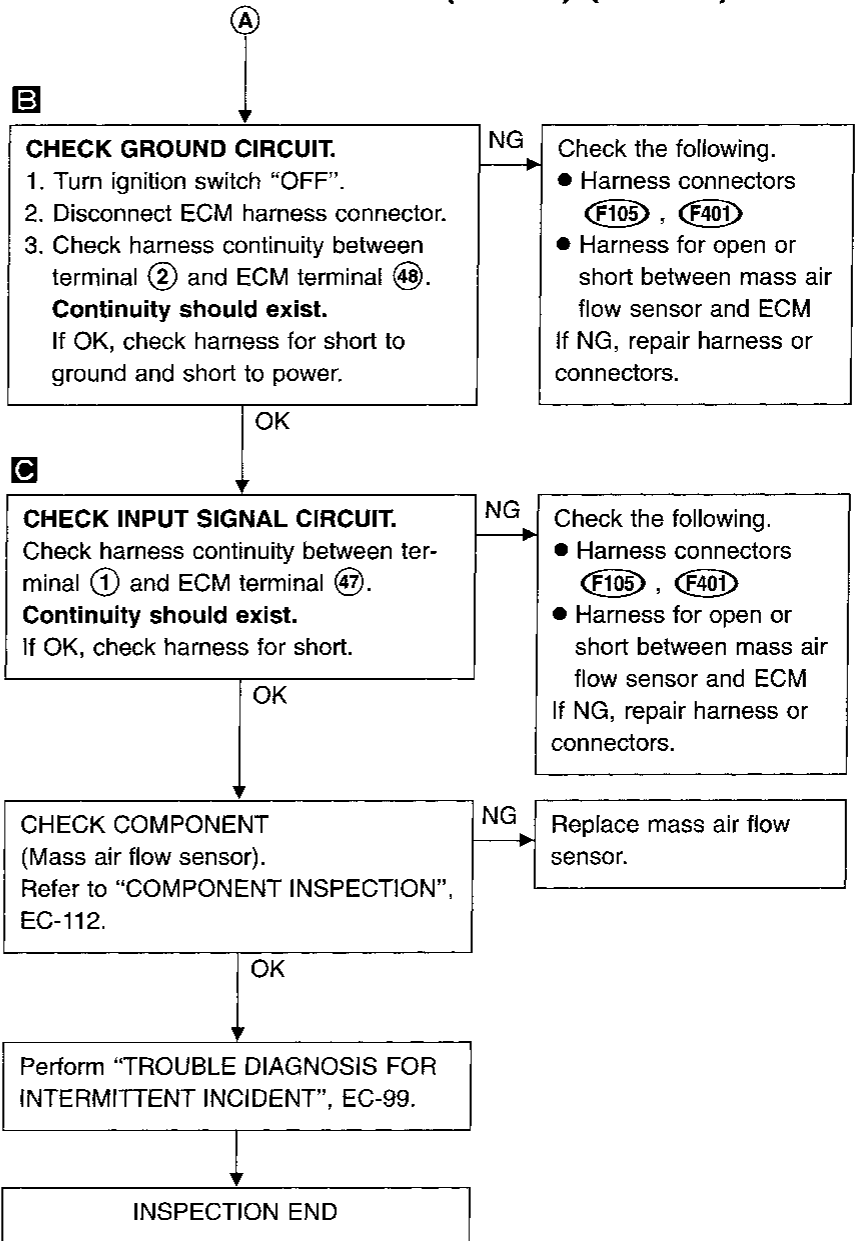 A
B
CHECK GROUND CIRCUIT.
1. Turn ignition switch “OFF”.
2. Disconnect ECM harness connector.
3. Check harness continuity between
terminal ② and ECM terminal ㊽.
Continuity should exist.
If OK, check harness for short to
ground and short to power.
NG
Check the following.
● Harness connectors
F105 , F401
● Harness for open or
short between mass air
flow sensor and ECM
If NG, repair harness or
connectors.
OK
C
CHECK INPUT SIGNAL CIRCUIT.
Check harness continuity between ter-
minal ① and ECM terminal ㊼.
Continuity should exist.
If OK, check harness for short.
NG
Check the following.
● Harness connectors
F105 , F401
● Harness for open or
short between mass air
flow sensor and ECM
If NG, repair harness or
connectors.
OK
CHECK COMPONENT
(Mass air flow sensor).
Refer to “COMPONENT INSPECTION”,
EC-112.
NG
Replace mass air flow
sensor.
OK
Perform “TROUBLE DIAGNOSIS FOR
INTERMITTENT INCIDENT”, EC-99.
INSPECTION END